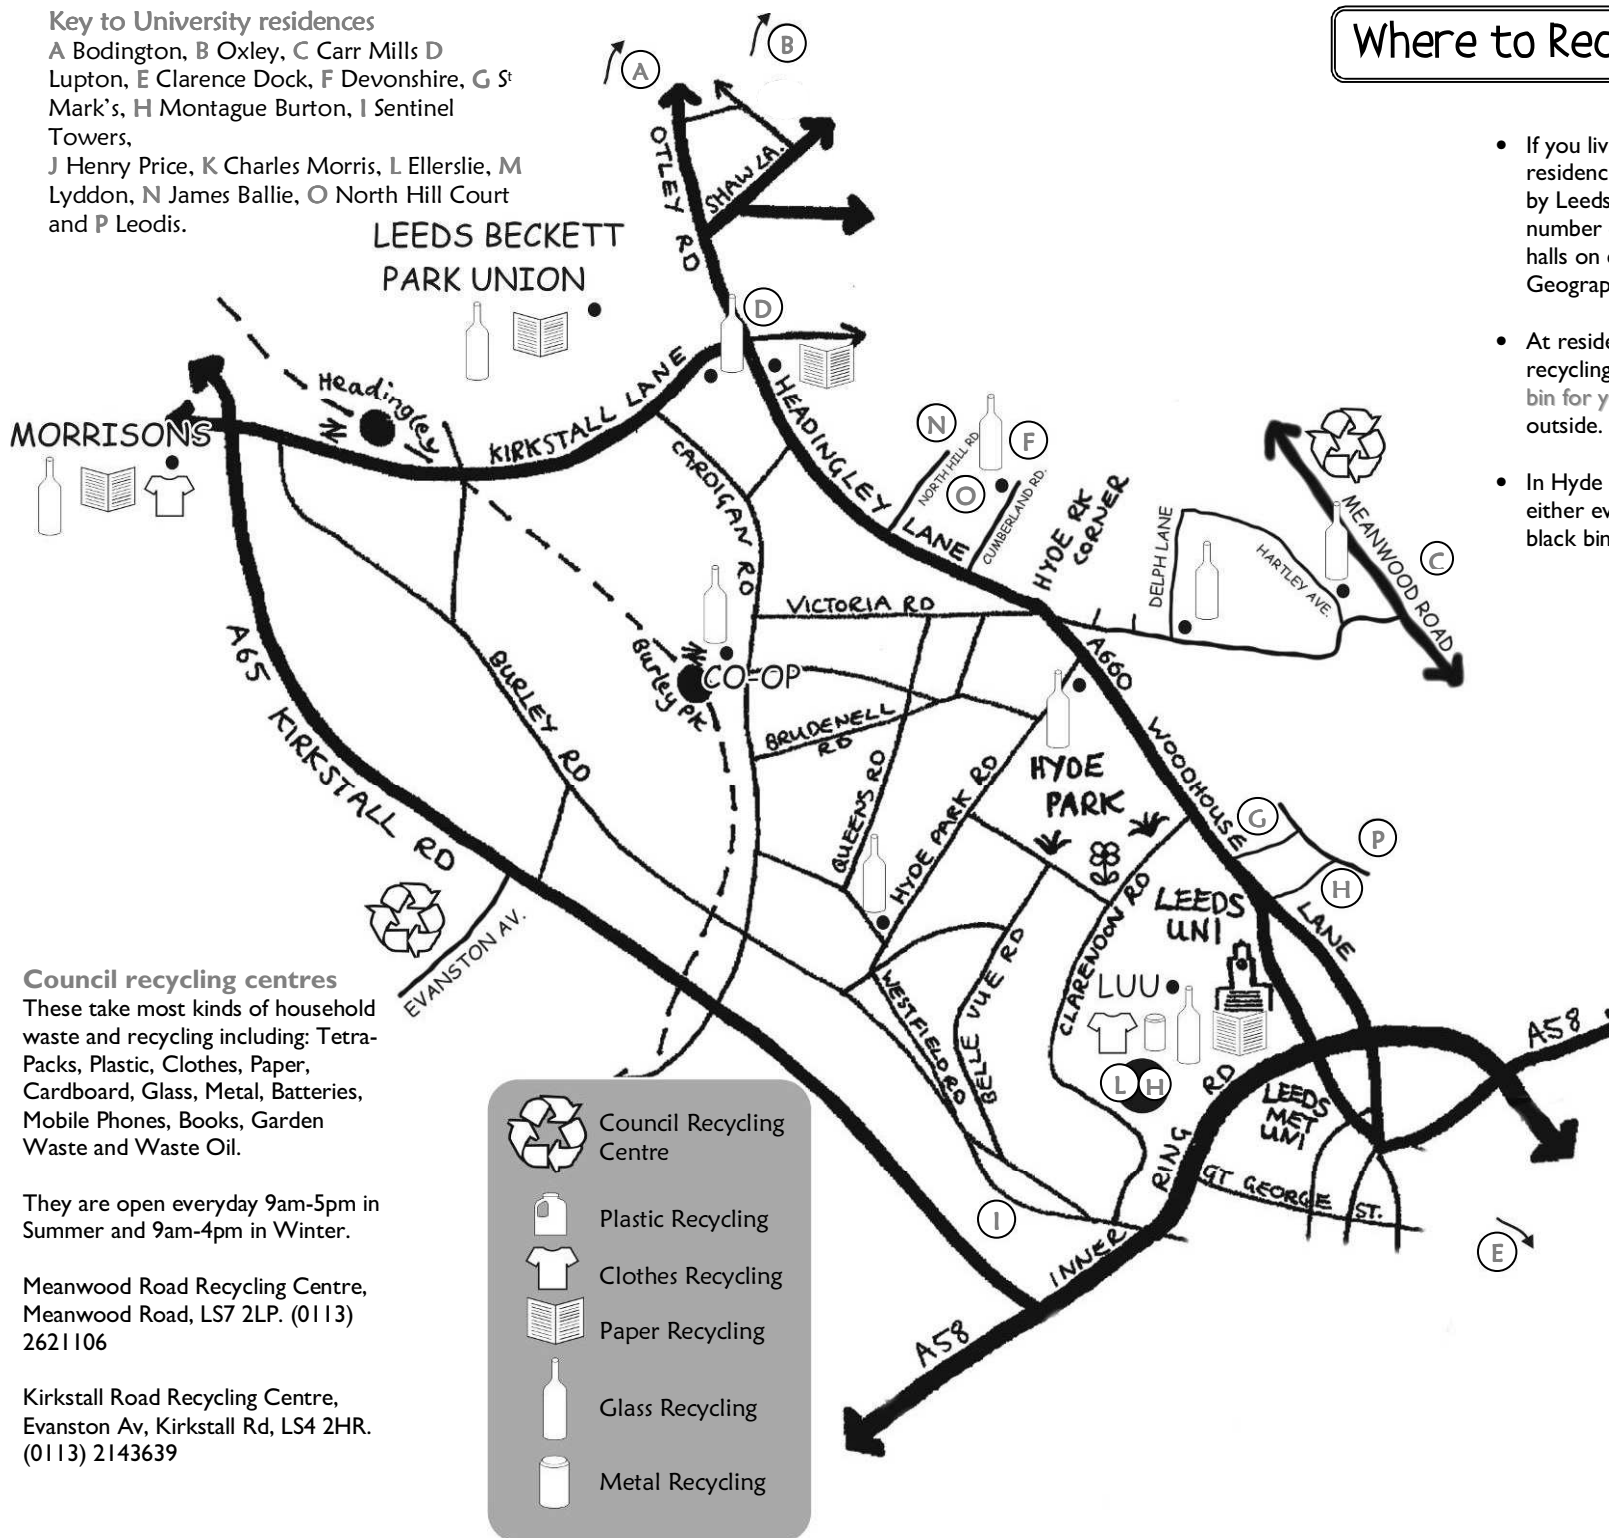 Key to University residences
A Bodington, B Oxley, C Carr Mills D
Lupton, E Clarence Dock, F Devonshire, G St
Mark's, H Montague Burton, I Sentinel
Towers,
J Henry Price, K Charles Morris, L Ellerslie, M
Lyddon, N James Ballie, O North Hill Court
and P Leodis.
Where to Rec
• If you liv
residenc
by Leeds
number
halls on
Geograp
• At reside
recycling
bin for y
outside.
• In Hyde
either ev
black bin
A
B
OTLEY RD
SHAW LA.
LEEDS BECKETT
PARK UNION
D
Headingley
MORRISONS
KIRKSTALL LANE
HEADINGLEY
LANE
CARDIGAN RD
N
NORTH HILL RD
F
O
CUMBERLAND RD.
HYDE RK
CORNER
DELPH LANE
HARTLEY AVE.
MEANWOOD ROAD
C
VICTORIA RD
A660
A65
KIRKSTALL RD
BURLEY RD
Burley PK
CO-OP
BRUDENELL
RD
QUEENS RD
HYDE PARK RD
HYDE
PARK
WOODHOUSE
LANE
G
P
H
CLARENDON RD
LEEDS
UNI
EVANSTON AV.
WESTFIELD RD
BELLE VUE RD
LUU
L
H
A58
LEEDS
MET
UNI
INNER
RING
RD
GT GEORGE ST.
I
E
A58
Council recycling centres
These take most kinds of household
waste and recycling including: Tetra-
Packs, Plastic, Clothes, Paper,
Cardboard, Glass, Metal, Batteries,
Mobile Phones, Books, Garden
Waste and Waste Oil.
They are open everyday 9am-5pm in
Summer and 9am-4pm in Winter.
Meanwood Road Recycling Centre,
Meanwood Road, LS7 2LP. (0113)
2621106
Kirkstall Road Recycling Centre,
Evanston Av, Kirkstall Rd, LS4 2HR.
(0113) 2143639
Council Recycling
Centre
Plastic Recycling
Clothes Recycling
Paper Recycling
Glass Recycling
Metal Recycling